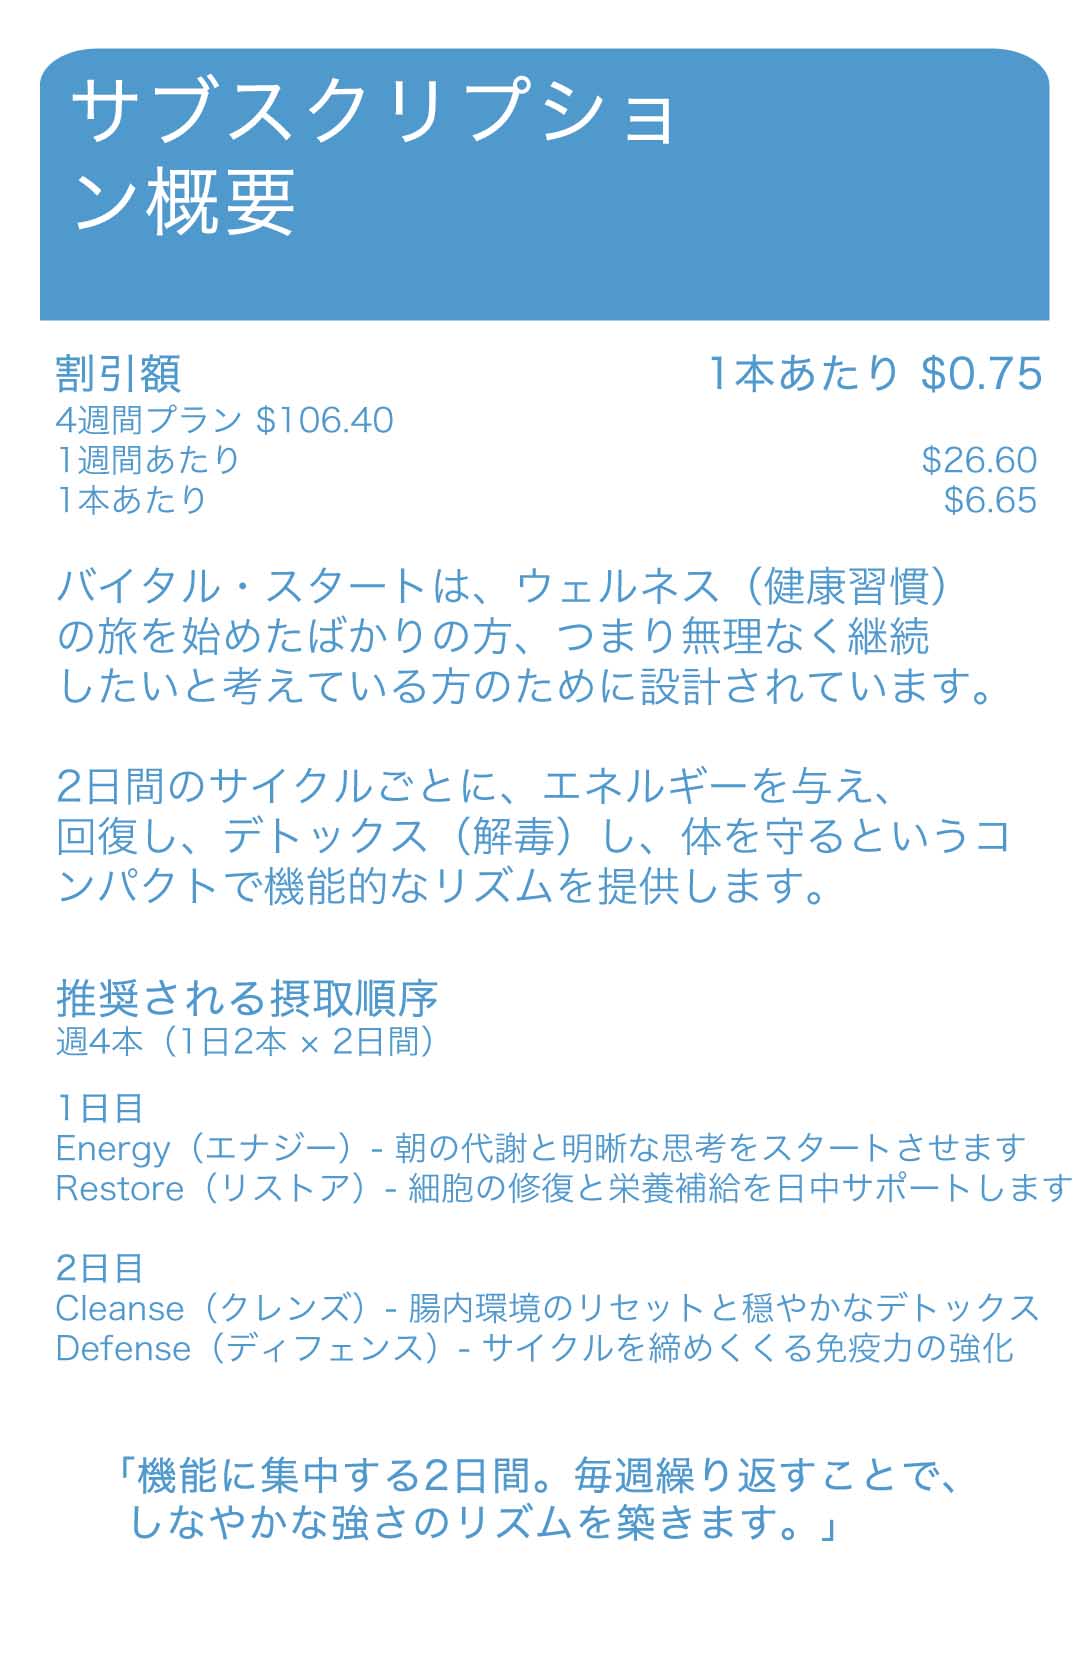 サブスクリプショ
ン概要
割引額 1本あたり $0.75
4週間プラン $106.40
1週間あたり $26.60
1本あたり $6.65
バイタル・スタートは、ウェルネス（健康習慣）
の旅を始めたばかりの方、つまり無理なく継続
したいと考えている方のために設計されています。
2日間のサイクルごとに、エネルギーを与え、
回復し、デトックス（解毒）し、体を守るというコ
ンパクトで機能的なリズムを提供します。
推奨される摂取順序
週4本（1日2本 × 2日間）
1日目
Energy（エナジー）- 朝の代謝と明晰な思考をスタートさせます
Restore（リストア）- 細胞の修復と栄養補給を日中サポートします
2日目
Cleanse（クレンズ）- 腸内環境のリセットと穏やかなデトックス
Defense（ディフェンス）- サイクルを締めくくる免疫力の強化
「機能に集中する2日間。毎週繰り返すことで、
しなやかな強さのリズムを築きます。」